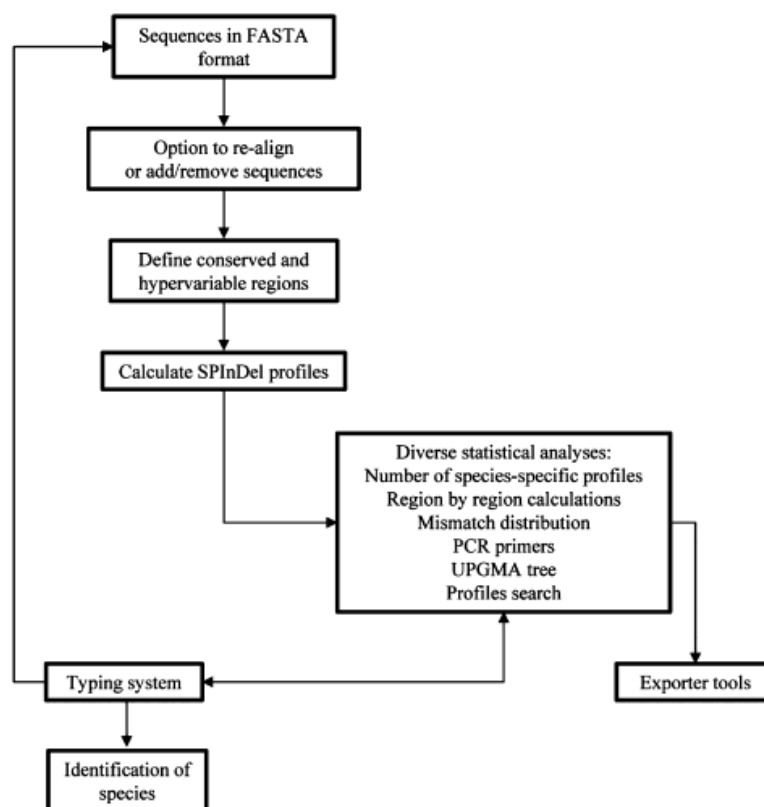 Sequences in FASTA
format
Option to re-align
or add/remove sequences
Define conserved and
hypervariable regions
Calculate SPInDel profiles
Diverse statistical analyses:
Number of species-specific profiles
Region by region calculations
Mismatch distribution
PCR primers
UPGMA tree
Profiles search
Typing system
Exporter tools
Identification of
species